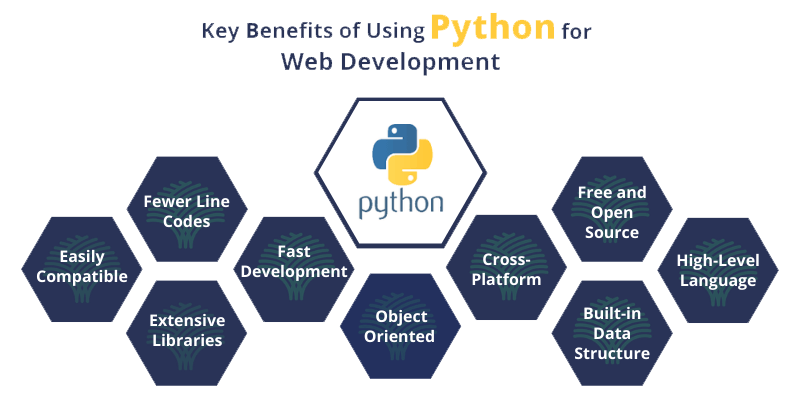 Key Benefits of Using Python for
Web Development
python
Fewer Line
Codes
Easily
Compatible
Extensive
Libraries
Fast
Development
Object
Oriented
Cross-
Platform
Free and
Open
Source
High-Level
Language
Built-in
Data
Structure